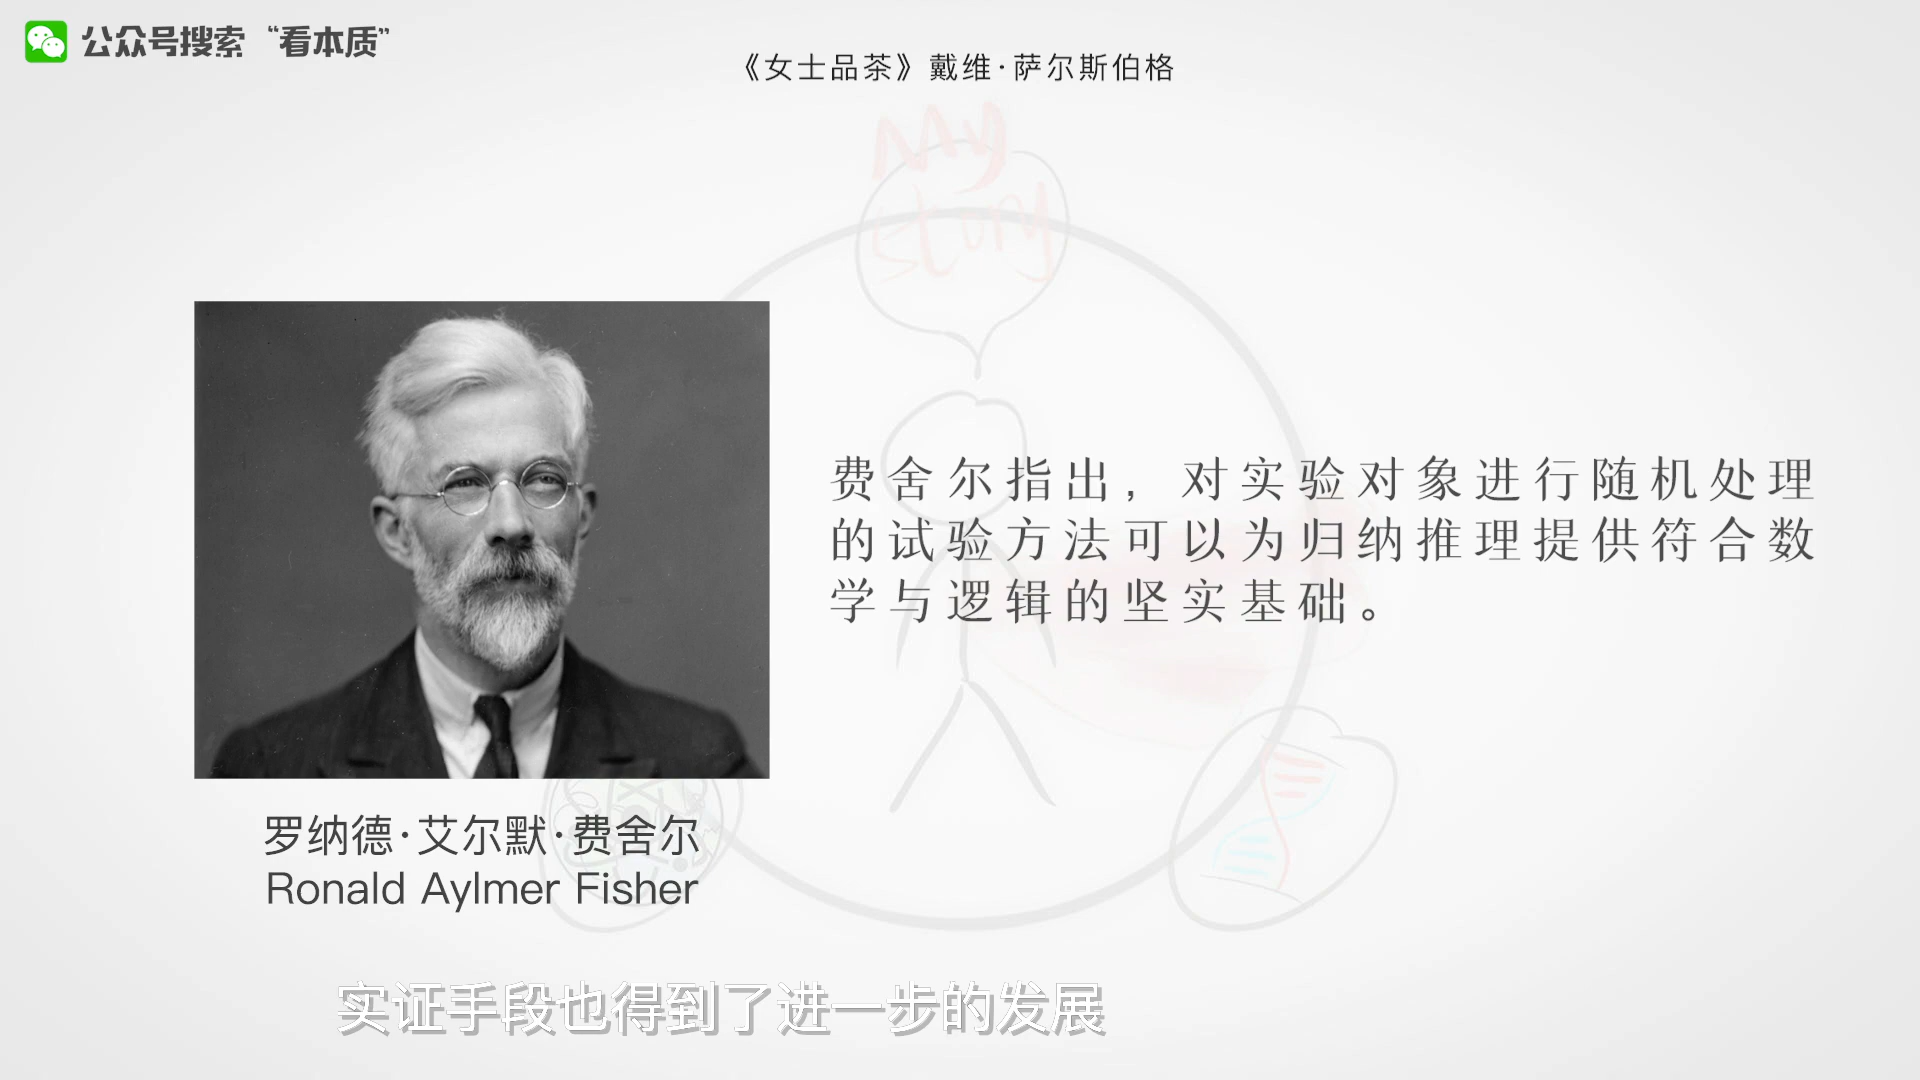 公众号搜索 “看本质”
《女士品茶》戴维·萨尔斯伯格
My
story
费舍尔指出，对实验对象进行随机处理
的试验方法可以为归纳推理提供符合数
学与逻辑的坚实基础。
罗纳德·艾尔默·费舍尔
Ronald Aylmer Fisher
实证手段也得到了进一步的发展